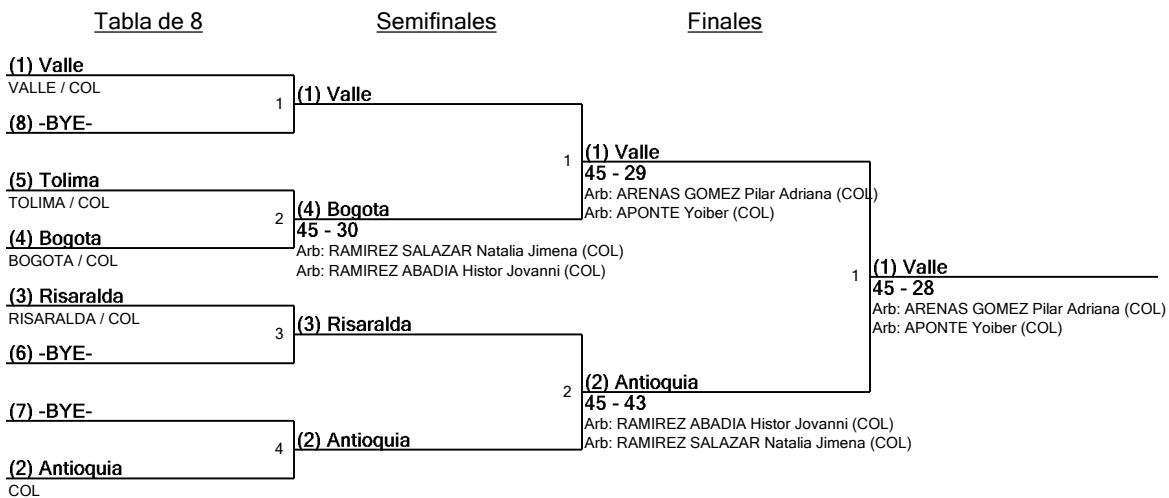 Tabla de 8
Semifinales
Finales
(1) Valle
VALLE / COL
1
(8) -BYE-
(5) Tolima
TOLIMA / COL
2
(4) Bogota
BOGOTA / COL
(3) Risaralda
RISARALDA / COL
3
(6) -BYE-
(7) -BYE-
4
(2) Antioquia
COL
(1) Valle
1
(4) Bogota
45 - 30
Arb: RAMIREZ SALAZAR Natalia Jimena (COL)
Arb: RAMIREZ ABADIA Histor Jovanni (COL)
(3) Risaralda
2
(2) Antioquia
(1) Valle
45 - 29
Arb: ARENAS GOMEZ Pilar Adriana (COL)
Arb: APONTE Yoiber (COL)
1
(2) Antioquia
45 - 43
Arb: RAMIREZ ABADIA Histor Jovanni (COL)
Arb: RAMIREZ SALAZAR Natalia Jimena (COL)
(1) Valle
45 - 28
Arb: ARENAS GOMEZ Pilar Adriana (COL)
Arb: APONTE Yoiber (COL)